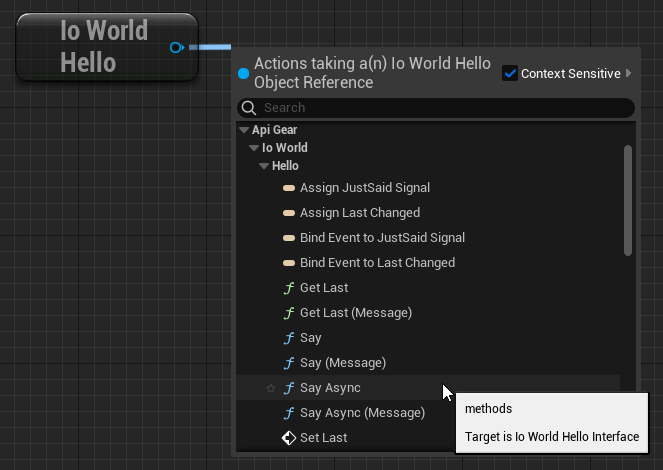 Io World
Hello
Actions taking a(n) Io World Hello
Object Reference
Context Sensitive
Search
Api Gear
Io World
Hello
Assign JustSaid Signal
Assign Last Changed
Bind Event to JustSaid Signal
Bind Event to Last Changed
Get Last
Get Last (Message)
Say
Say (Message)
Say Async
Say Async (Message)
Set Last
methods
Target is Io World Hello Interface